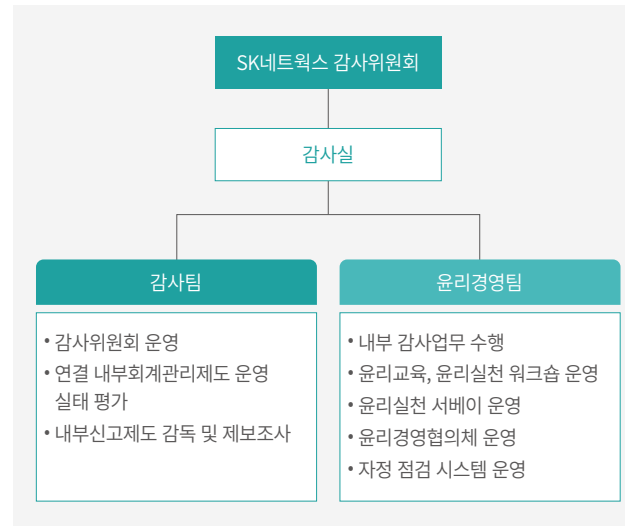 SK네트웍스 감사위원회
감사실
감사팀
• 감사위원회 운영
• 연결 내부회계관리제도 운영
실태 평가
• 내부신고제도 감독 및 제보조사
윤리경영팀
• 내부 감사업무 수행
• 윤리교육, 윤리실천 워크숍 운영
• 윤리실천 서베이 운영
• 윤리경영협의체 운영
• 자정 점검 시스템 운영